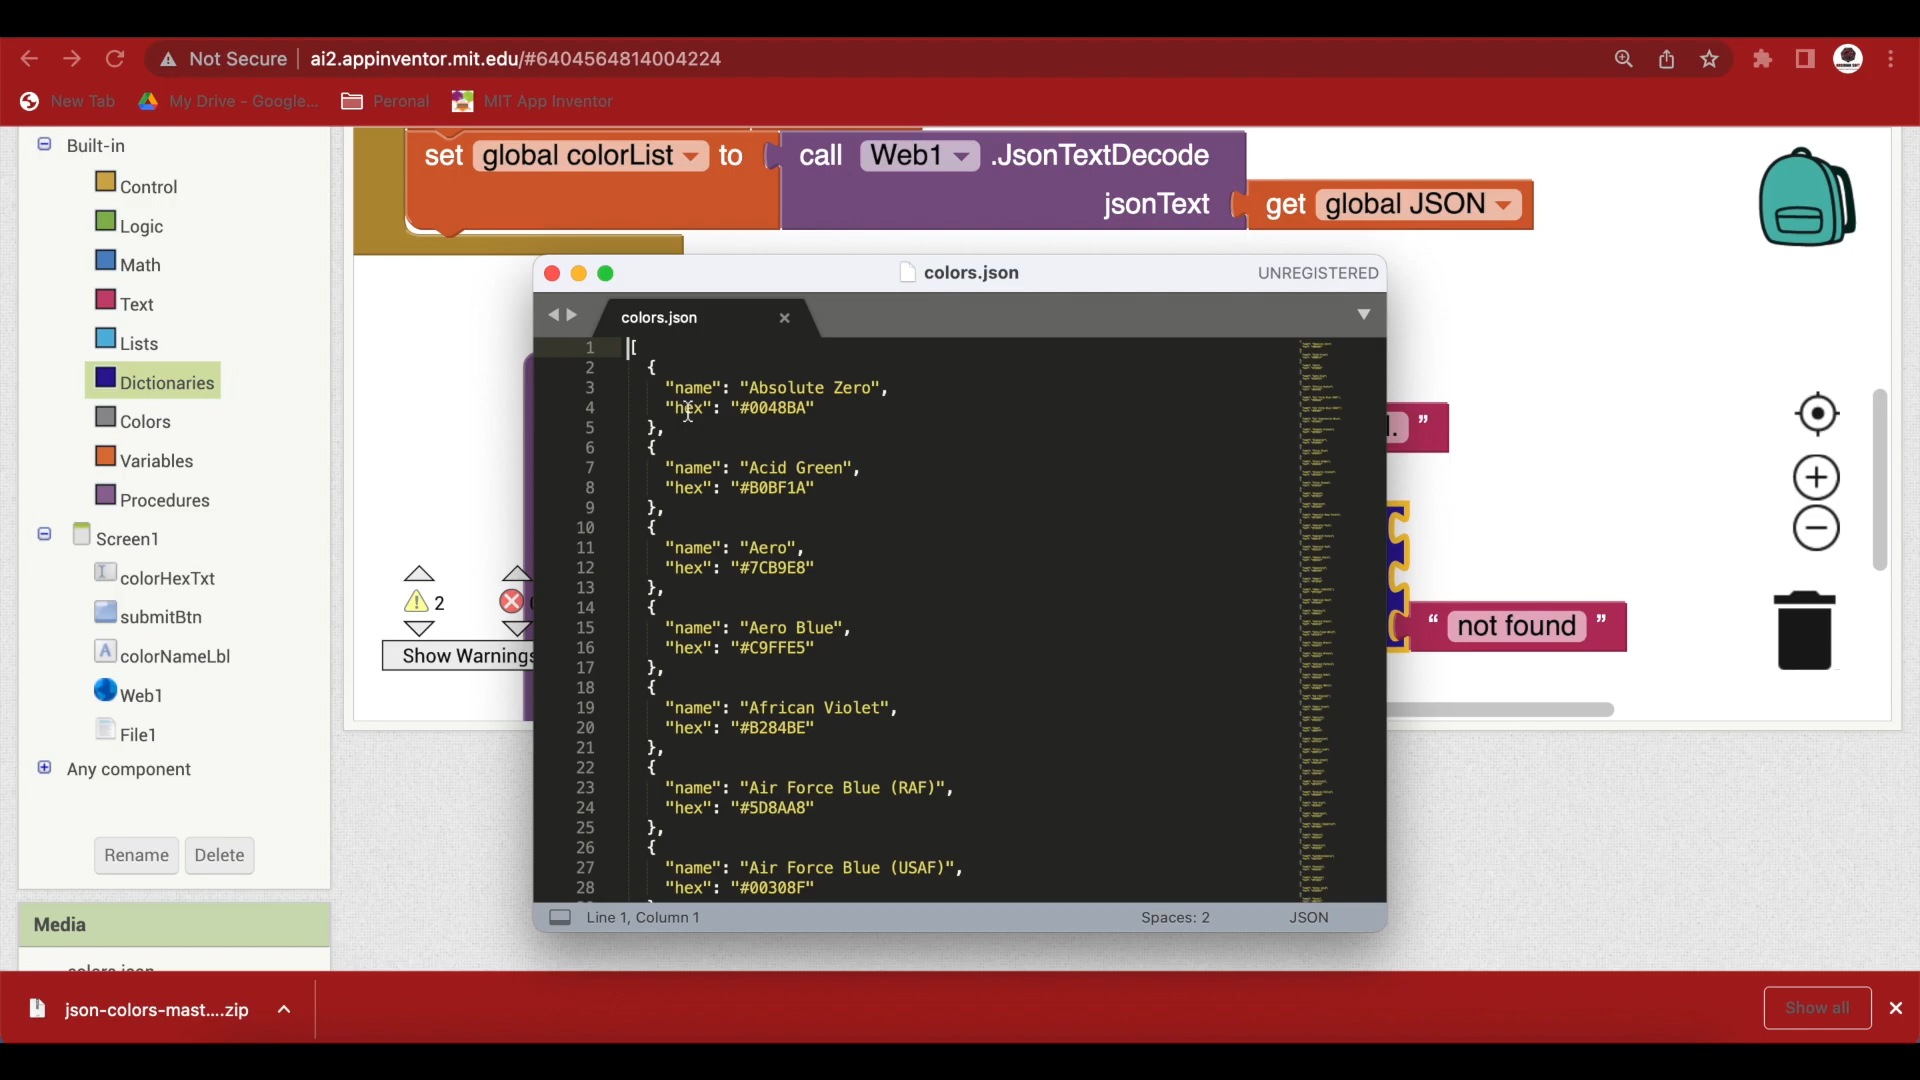 Not Secure
ai2.appinventor.mit.edu/#6404564814004224
New Tab
My Drive - Google...
Peronal
MIT App Inventor
Built-in
Control
Logic
Math
Text
Lists
Dictionaries
Colors
Variables
Procedures
Screen1
colorHexTxt
submitBtn
colorNameLbl
Web1
File1
Any component
Rename
Delete
Media
colors.json
set global colorList to
call Web1 .JsonTextDecode
jsonText
get global JSON
2
Show Warnings
“ not found ”
colors.json
UNREGISTERED
colors.json
1 [
2 {
3 "name": "Absolute Zero",
4 "hex": "#0048BA"
5 },
6 {
7 "name": "Acid Green",
8 "hex": "#B0BF1A"
9 },
10 {
11 "name": "Aero",
12 "hex": "#7CB9E8"
13 },
14 {
15 "name": "Aero Blue",
16 "hex": "#C9FFE5"
17 },
18 {
19 "name": "African Violet",
20 "hex": "#B284BE"
21 },
22 {
23 "name": "Air Force Blue (RAF)",
24 "hex": "#5D8AA8"
25 },
26 {
27 "name": "Air Force Blue (USAF)",
28 "hex": "#00308F"
Line 1, Column 1
Spaces: 2
JSON
json-colors-mast....zip
Show all